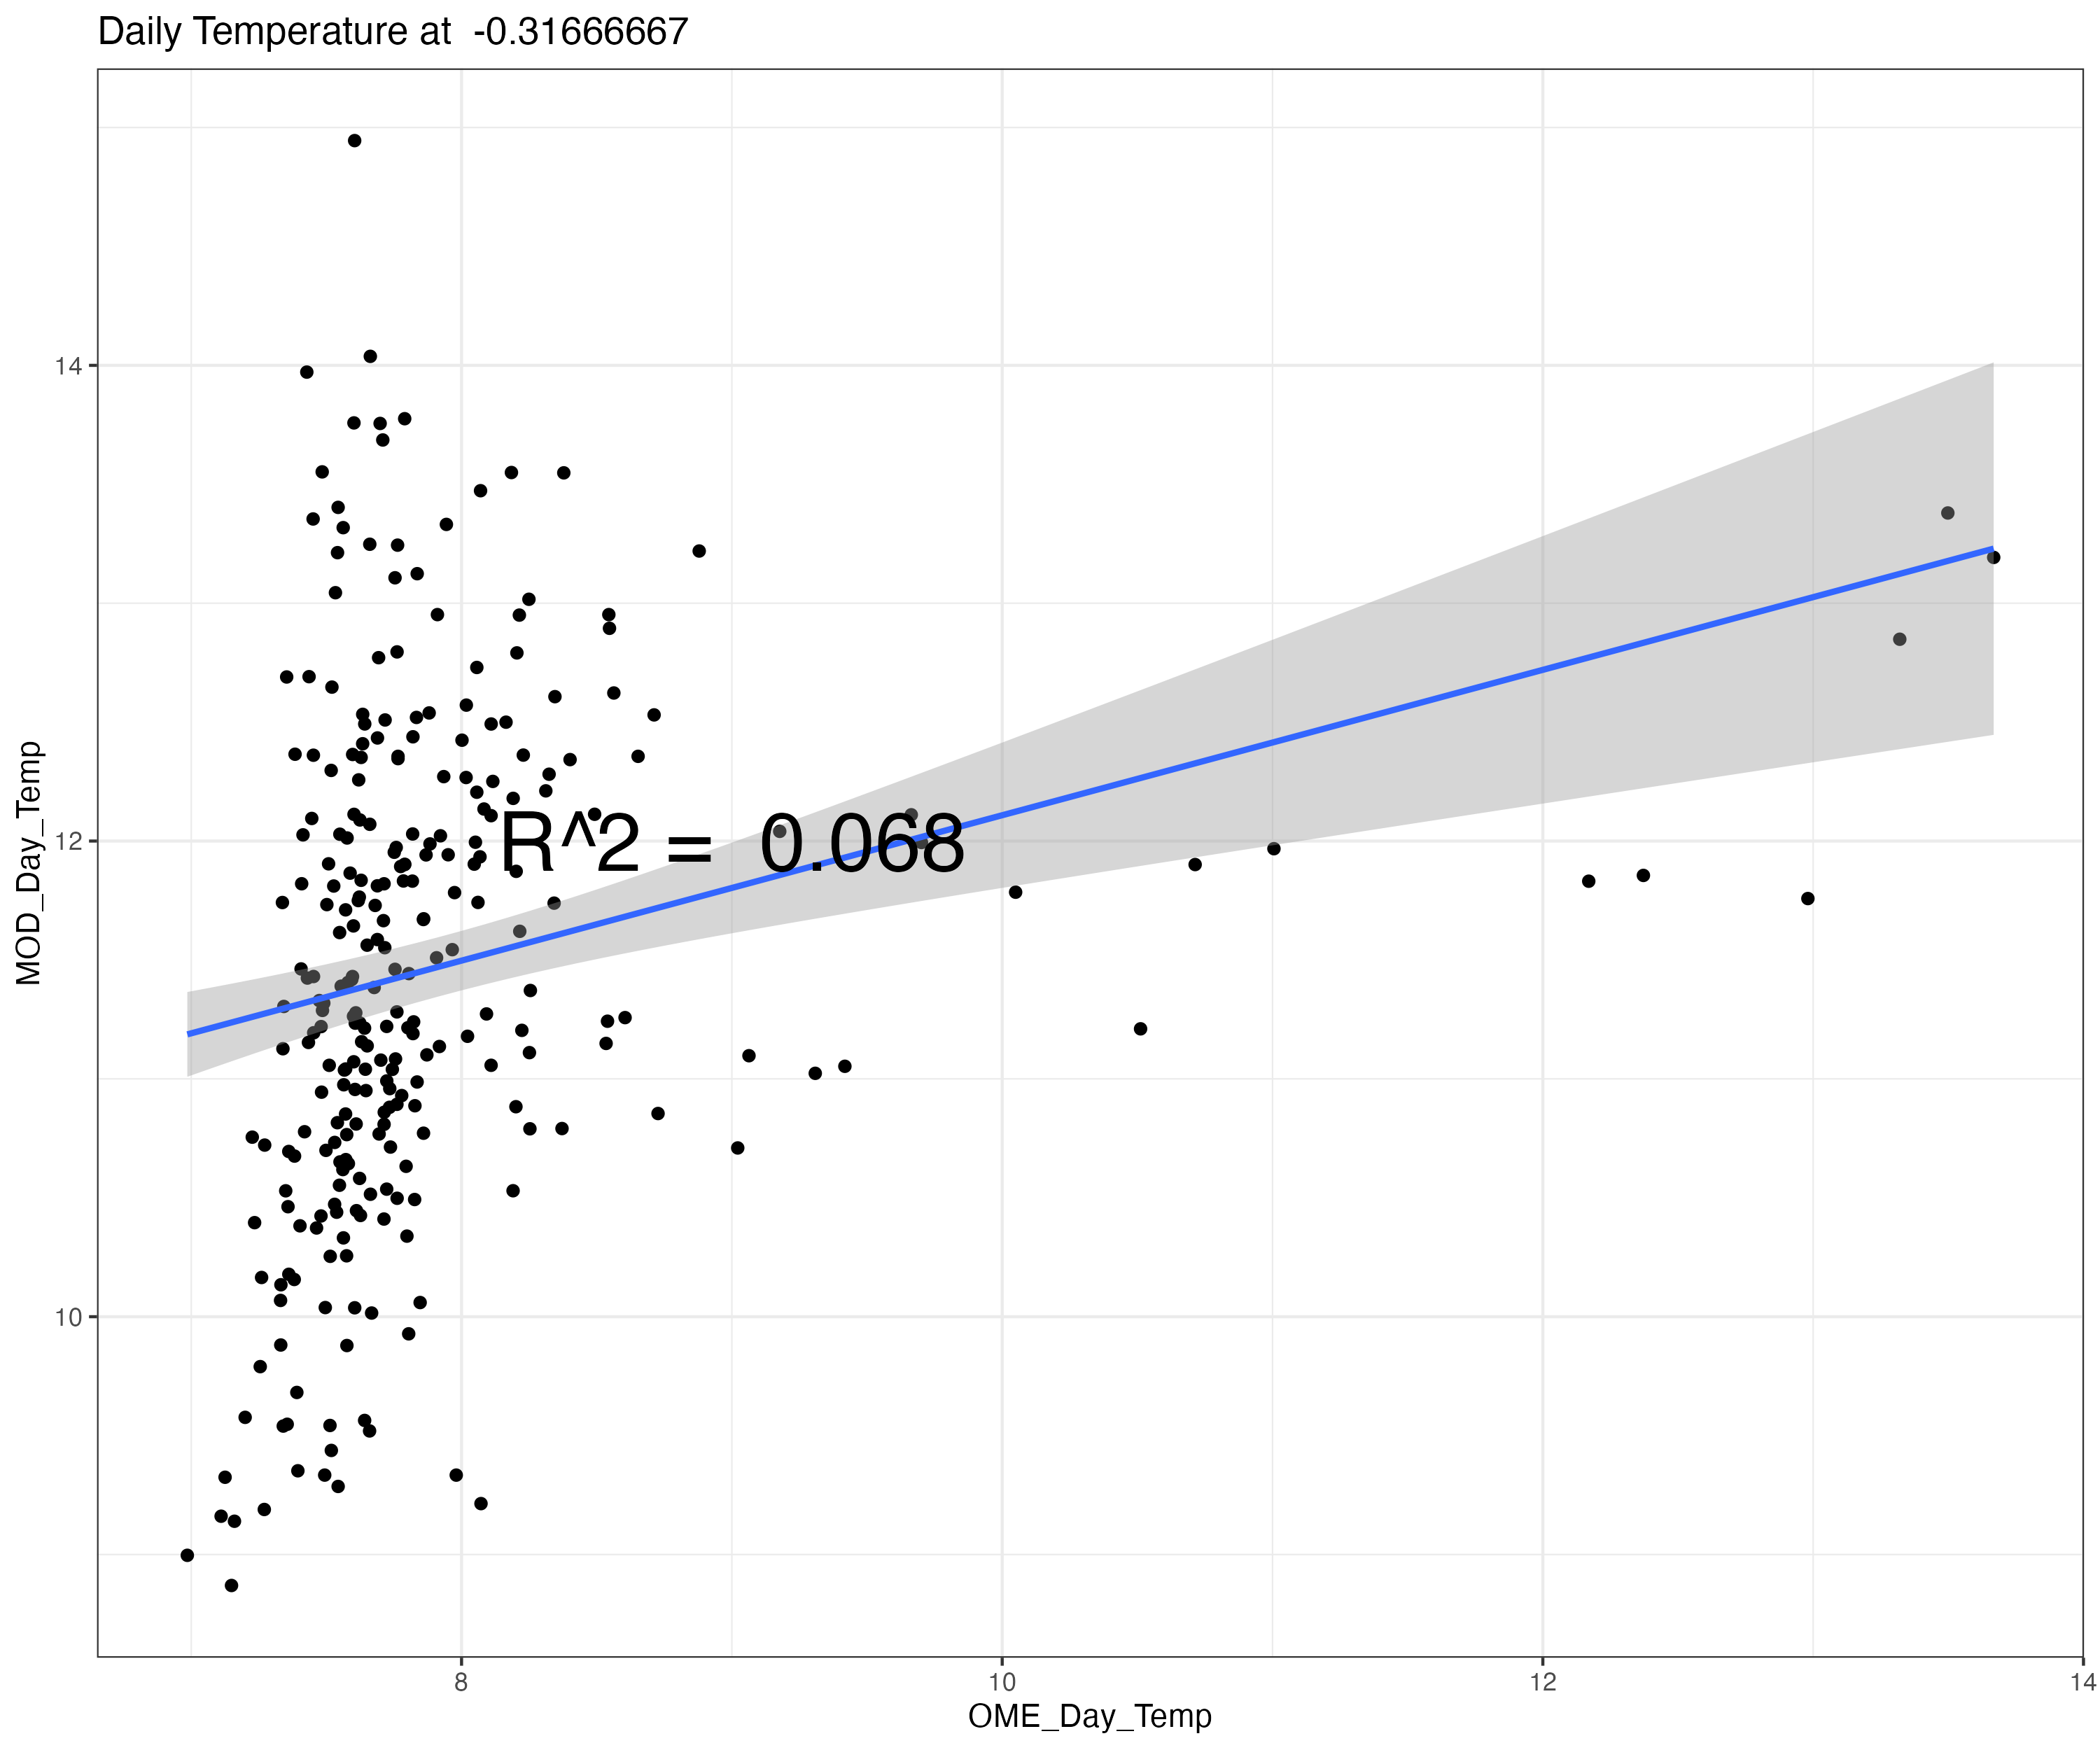 Daily Temperature at  -0.31666667
14
12
10
MOD_Day_Temp
R^2 =  0.068
8
10
12
14
OME_Day_Temp